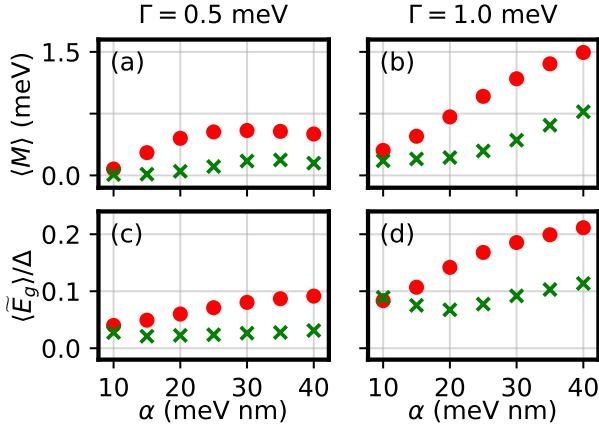 Γ = 0.5 meV Γ = 1.0 meV
(a) (b)
⟨M⟩ (meV)
1.5
0.0
(c) (d)
⟨Ẽ_g⟩/Δ
0.2
0.1
0.0
10 20 30 40 10 20 30 40
α (meV nm) α (meV nm)